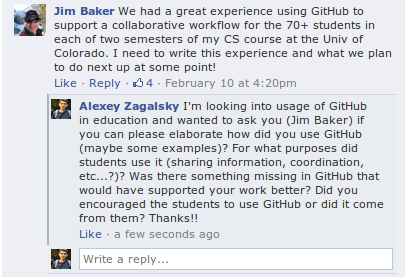 Jim Baker We had a great experience using GitHub to
support a collaborative workflow for the 70+ students in
each of two semesters of my CS course at the Univ of
Colorado. I need to write this experience and what we plan
to do next up at some point!
Like · Reply · 4 · February 10 at 4:20pm
Alexey Zagalsky I'm looking into usage of GitHub
in education and wanted to ask you (Jim Baker) if
you can please elaborate how did you use GitHub
(maybe some examples)? For what purposes did
students use it (sharing information, coordination,
etc...?)? Was there something missing in GitHub that
would have supported your work better? Did you
encouraged the students to use GitHub or did it come
from them? Thanks!!
Like · a few seconds ago
Write a reply...